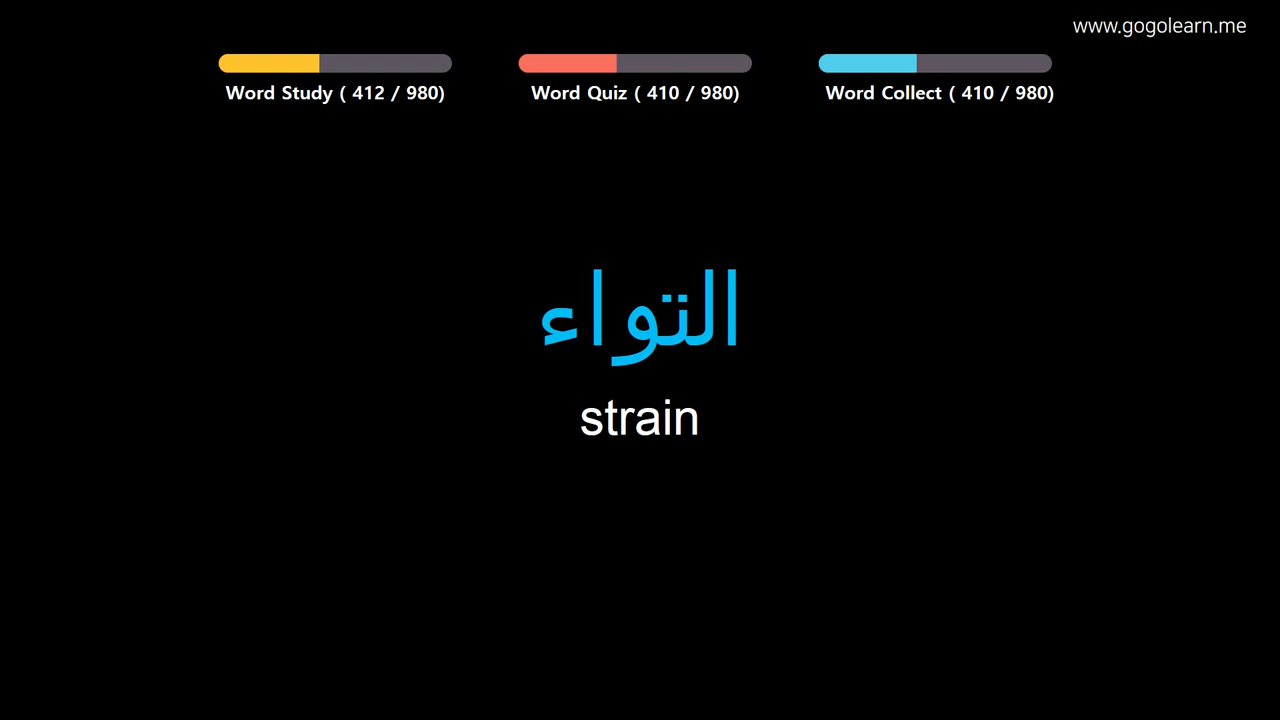 www.gogolearn.me
Word Study ( 412 / 980)
Word Quiz ( 410 / 980)
Word Collect ( 410 / 980)
التواء
strain